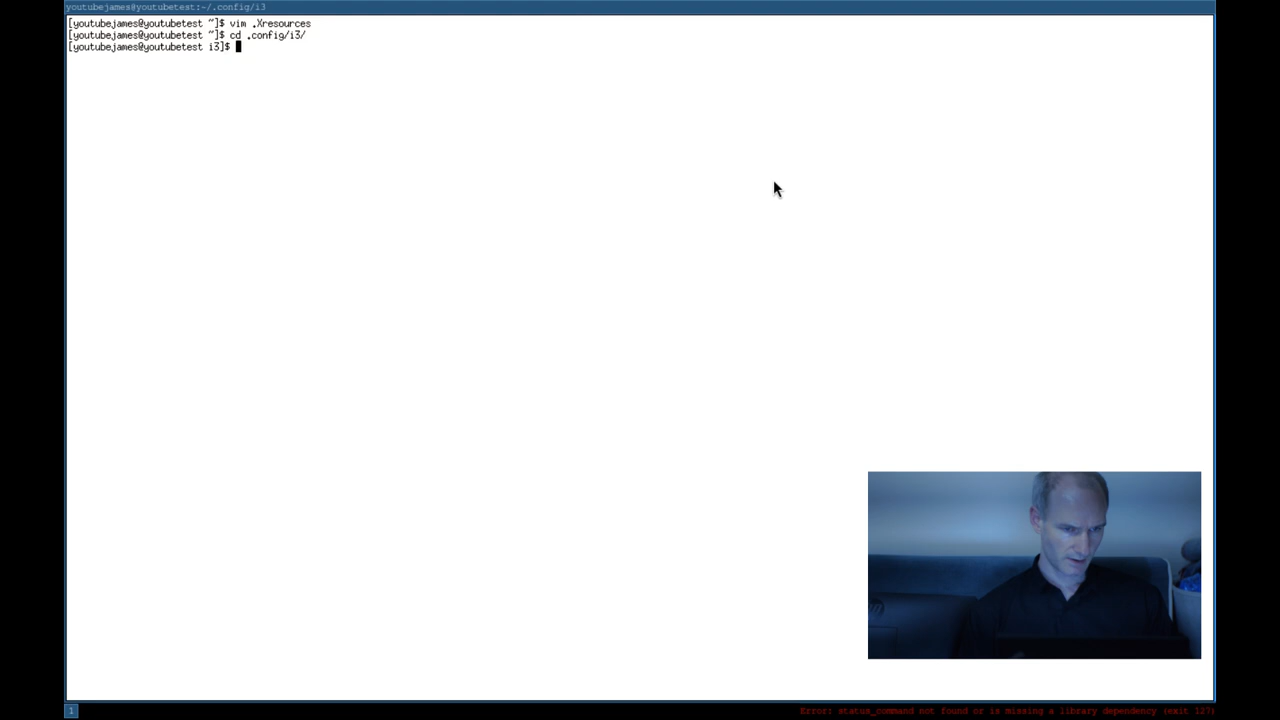 youtubejames@youtubetest:~/.config/i3
[youtubejames@youtubetest ~]$ vim .Xresources
[youtubejames@youtubetest ~]$ cd .config/i3/
[youtubejames@youtubetest i3]$
1
Error: status_command not found or is missing a library dependency (exit 127)